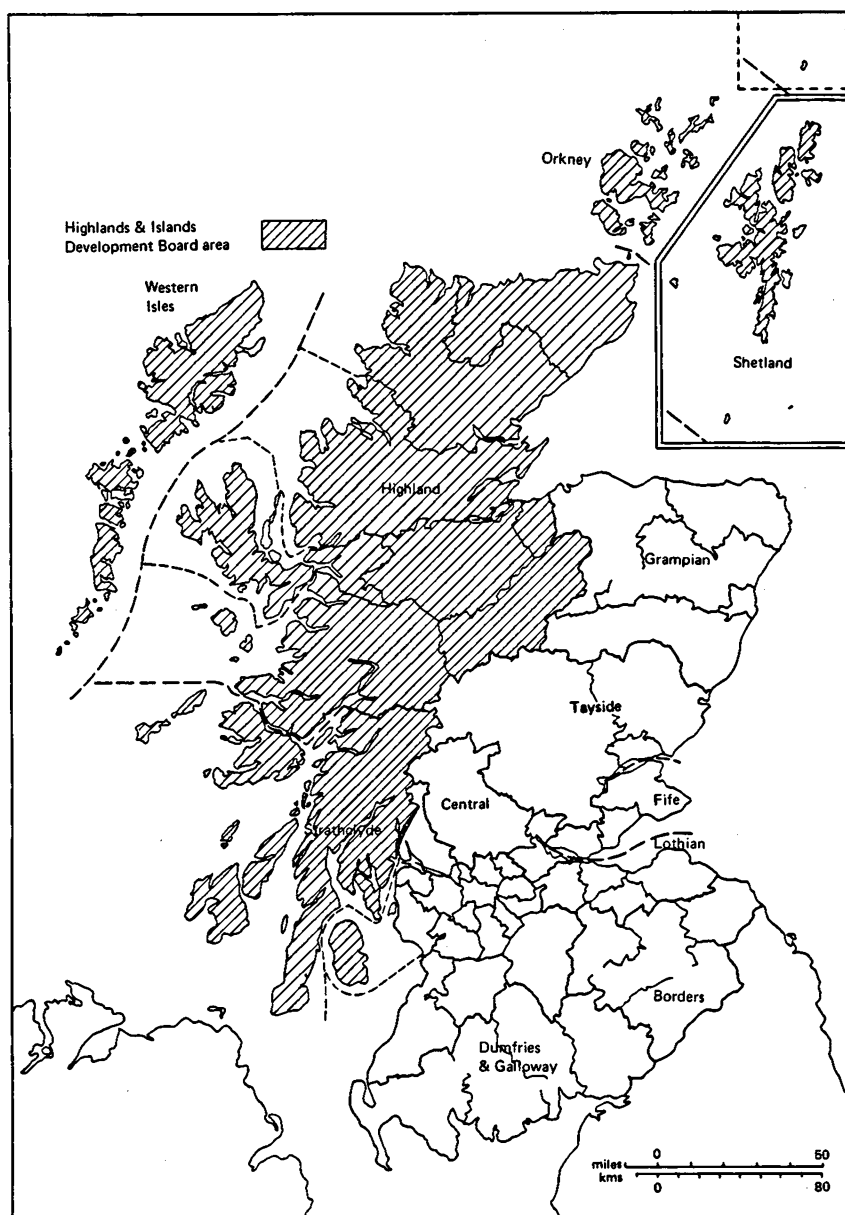 Orkney
Highlands & Islands
Development Board area
Western
Isles
Shetland
Highland
Grampian
Tayside
Central
Fife
Strathclyde
Lothian
Borders
Dumfries
& Galloway
0 50
miles
kms
0 80